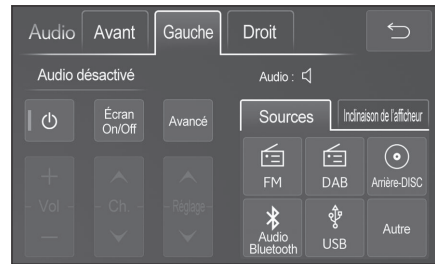 Audio
Avant
Gauche
Droit
Audio désactivé
Audio :
Écran
On/Off
Avancé
Sources
Inclinaison de l'afficheur
FM
DAB
Arrière-DISC
Vol
Ch.
Réglage
Audio
Bluetooth
USB
Autre